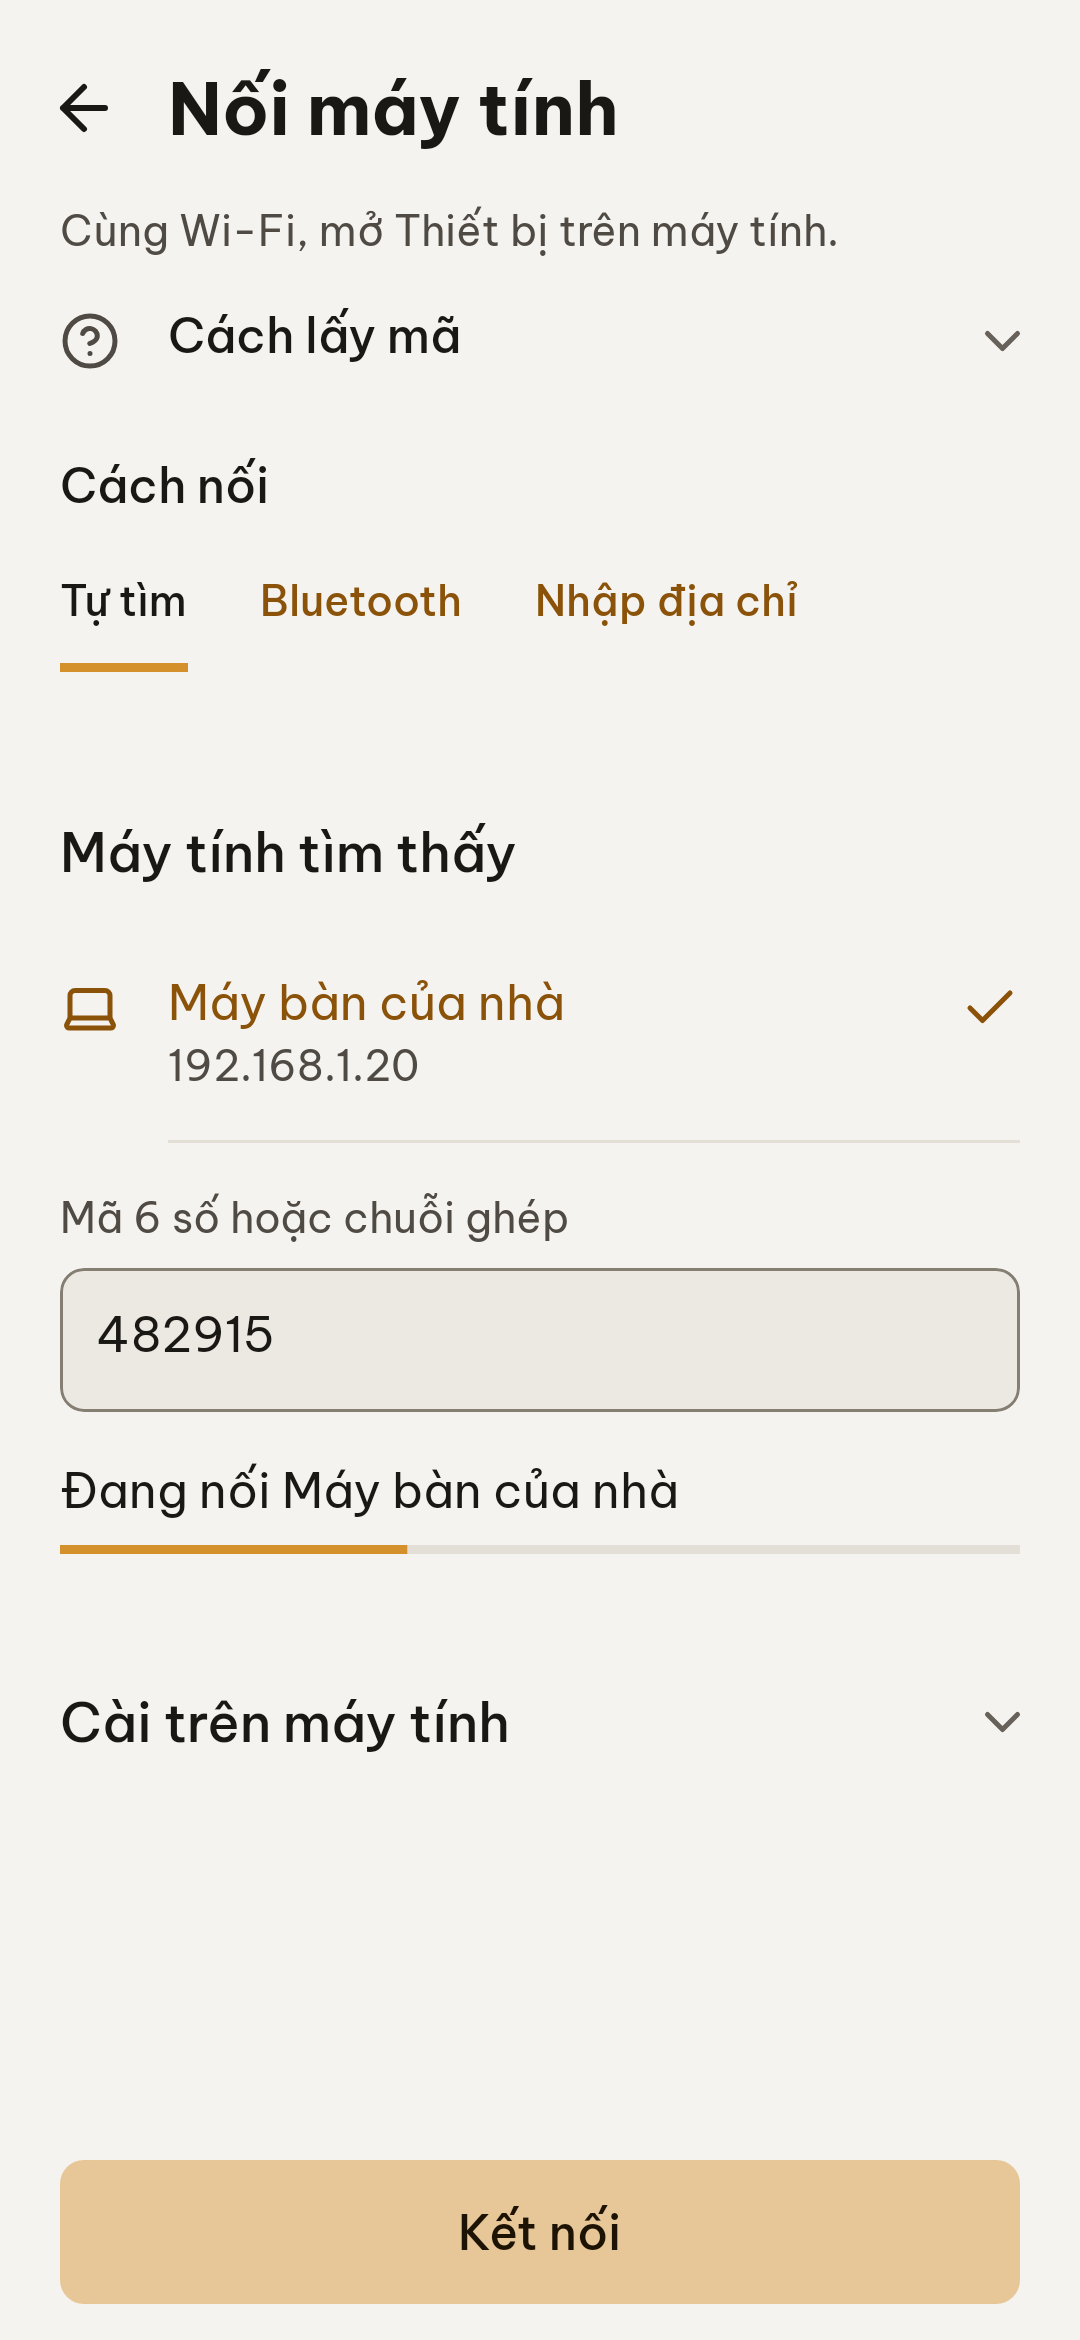 Nối máy tính
Cùng Wi-Fi, mở Thiết bị trên máy tính.
Cách lấy mã
Cách nối
Tự tìm
Bluetooth
Nhập địa chỉ
Máy tính tìm thấy
Máy bàn của nhà
192.168.1.20
Mã 6 số hoặc chuỗi ghép
482915
Đang nối Máy bàn của nhà
Cài trên máy tính
Kết nối